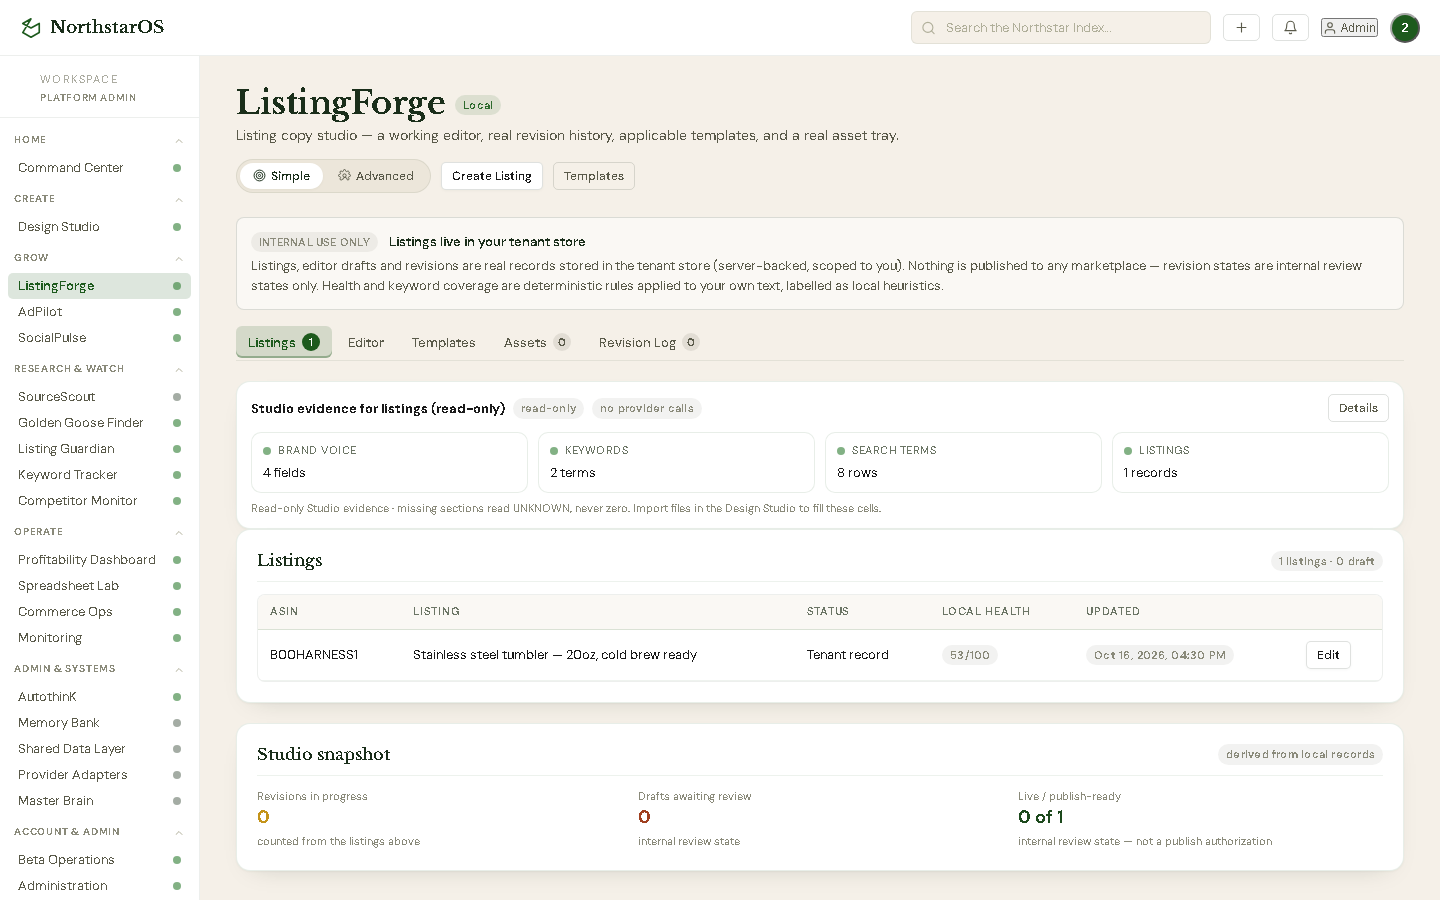 NorthstarOS
Search the Northstar Index...
Admin
2
WORKSPACE
PLATFORM ADMIN
HOME
Command Center
CREATE
Design Studio
GROW
ListingForge
AdPilot
SocialPulse
RESEARCH & WATCH
SourceScout
Golden Goose Finder
Listing Guardian
Keyword Tracker
Competitor Monitor
OPERATE
Profitability Dashboard
Spreadsheet Lab
Commerce Ops
Monitoring
ADMIN & SYSTEMS
AutothinK
Memory Bank
Shared Data Layer
Provider Adapters
Master Brain
ACCOUNT & ADMIN
Beta Operations
Administration
ListingForge Local
Listing copy studio — a working editor, real revision history, applicable templates, and a real asset tray.
Simple Advanced Create Listing Templates
INTERNAL USE ONLY Listings live in your tenant store
Listings, editor drafts and revisions are real records stored in the tenant store (server-backed, scoped to you). Nothing is published to any marketplace — revision states are internal review
states only. Health and keyword coverage are deterministic rules applied to your own text, labelled as local heuristics.
Listings 1 Editor Templates Assets 0 Revision Log 0
Studio evidence for listings (read-only) read-only no provider calls Details
BRAND VOICE KEYWORDS SEARCH TERMS LISTINGS
4 fields 2 terms 8 rows 1 records
Read-only Studio evidence · missing sections read UNKNOWN, never zero. Import files in the Design Studio to fill these cells.
Listings 1 listings · 0 draft
ASIN LISTING STATUS LOCAL HEALTH UPDATED
B00HARNESS1 Stainless steel tumbler — 20oz, cold brew ready Tenant record 53/100 Oct 16, 2026, 04:30 PM Edit
Studio snapshot derived from local records
Revisions in progress Drafts awaiting review Live / publish-ready
0 0 0 of 1
counted from the listings above internal review state internal review state — not a publish authorization